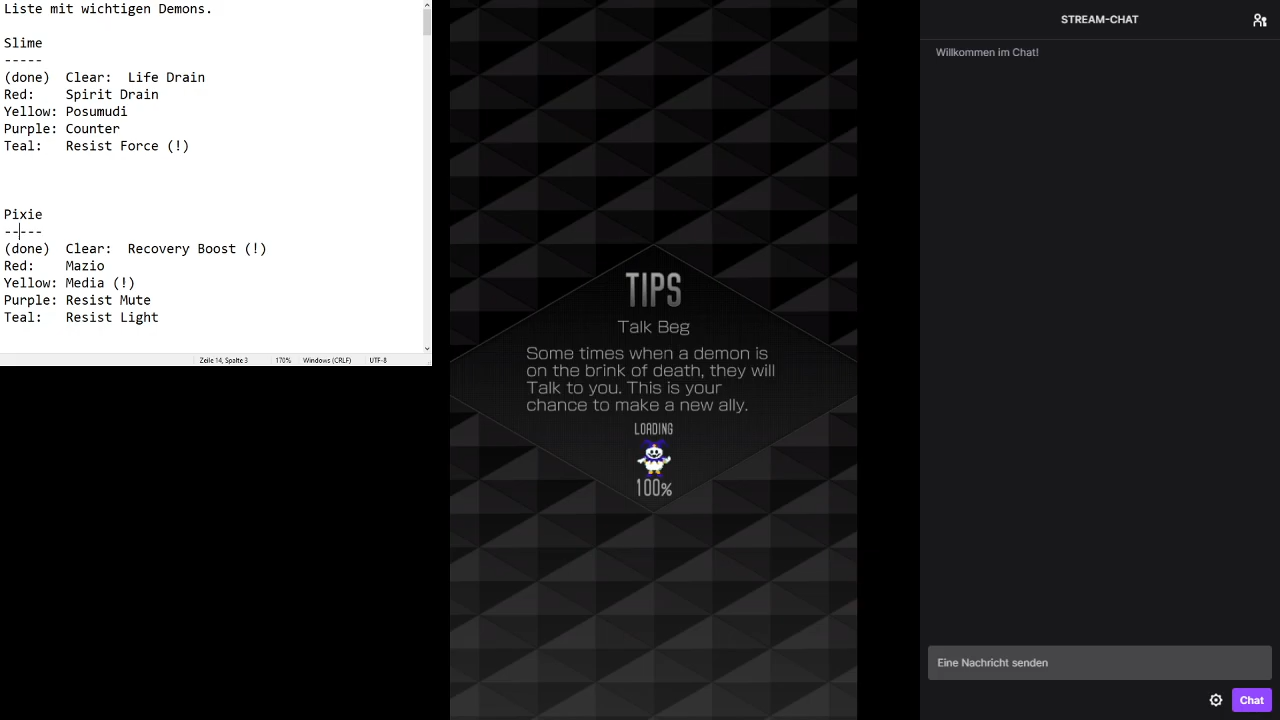 Liste mit wichtigen Demons.
Slime
-----
(done)  Clear:  Life Drain
Red:    Spirit Drain
Yellow: Posumudi
Purple: Counter
Teal:   Resist Force (!)
Pixie
-----
(done)  Clear:  Recovery Boost (!)
Red:    Mazio
Yellow: Media (!)
Purple: Resist Mute
Teal:   Resist Light
Zeile 14, Spalte 3 170% Windows (CRLF) UTF-8
TIPS
Talk Beg
Some times when a demon is
on the brink of death, they will
Talk to you. This is your
chance to make a new ally.
LOADING
100%
STREAM-CHAT
Willkommen im Chat!
Eine Nachricht senden
Chat